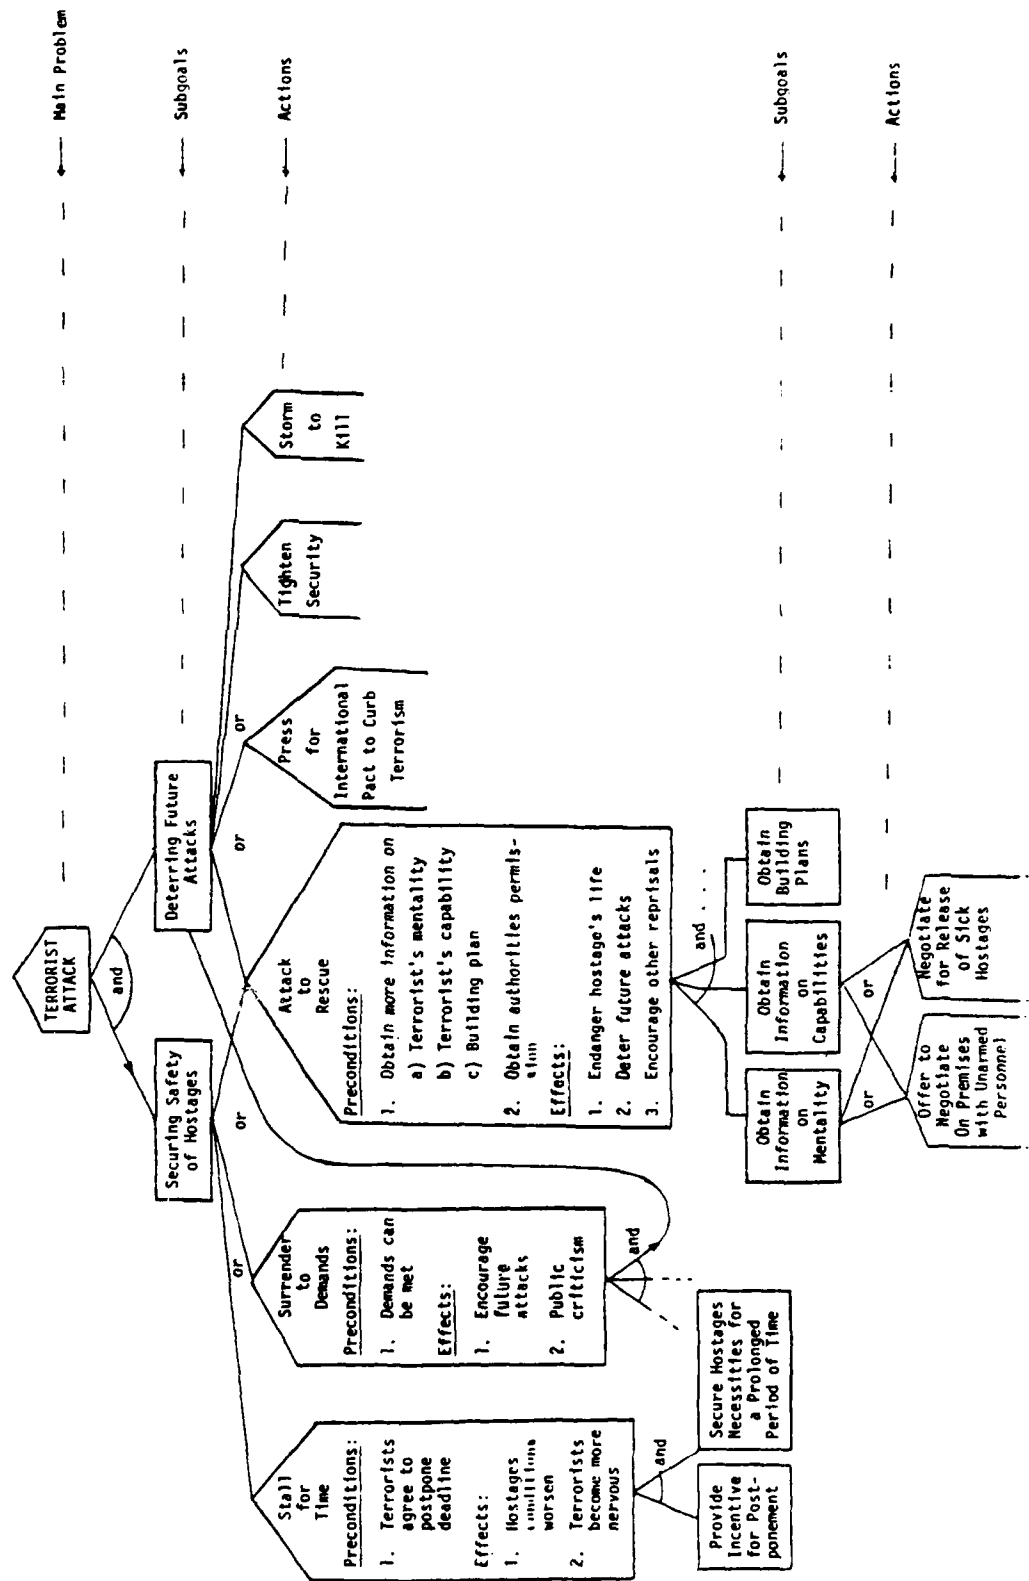 TERRORIST
ATTACK
Main Problem
and
Securing Safety
of Hostages
Deterring Future
Attacks
Subgoals
or
or
or
or
Stall
for
Time
Preconditions:
1. Terrorists
agree to
postpone
deadline
Effects:
1. Hostages
conditions
worsen
2. Terrorists
become more
nervous
Surrender
to
Demands
Preconditions:
1. Demands can
be met
Effects:
1. Encourage
future
attacks
2. Public
criticism
Attack
to
Rescue
Preconditions:
1. Obtain more information on
a) Terrorist's mentality
b) Terrorist's capability
c) Building plan
2. Obtain authorities permis-
sion
Effects:
1. Endanger hostage's life
2. Deter future attacks
3. Encourage other reprisals
Press
for
International
Pact to Curb
Terrorism
Tighten
Security
Storm
to
Kill
Actions
and
and
and ....
Provide
Incentive
for Post-
ponement
Secure Hostages
Necessities for
a Prolonged
Period of Time
Obtain
Information
on
Mentality
Obtain
Information
on
Capabilities
Obtain
Building
Plans
Subgoals
or
or
Offer to
Negotiate
On Premises
with Unarmed
Personnel
Negotiate
for Release
of Sick
Hostages
Actions